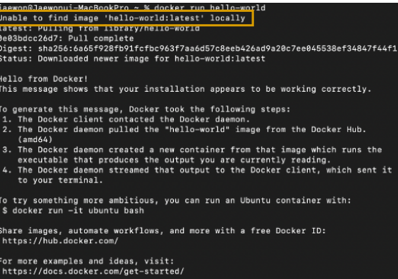 jaewon@Jaewonui-MacBookPro ~ % docker run hello-world
Unable to find image 'hello-world:latest' locally
latest: Pulling from library/hello-world
0e03bdcc26d7: Pull complete
Digest: sha256:6a65f928fb91fcfbc963f7aa6d57c8eeb426ad9a20c7ee045538ef34847f44f1
Status: Downloaded newer image for hello-world:latest
Hello from Docker!
This message shows that your installation appears to be working correctly.
To generate this message, Docker took the following steps:
1. The Docker client contacted the Docker daemon.
2. The Docker daemon pulled the "hello-world" image from the Docker Hub.
(amd64)
3. The Docker daemon created a new container from that image which runs the
executable that produces the output you are currently reading.
4. The Docker daemon streamed that output to the Docker client, which sent it
to your terminal.
To try something more ambitious, you can run an Ubuntu container with:
$ docker run -it ubuntu bash
Share images, automate workflows, and more with a free Docker ID:
https://hub.docker.com/
For more examples and ideas, visit:
https://docs.docker.com/get-started/